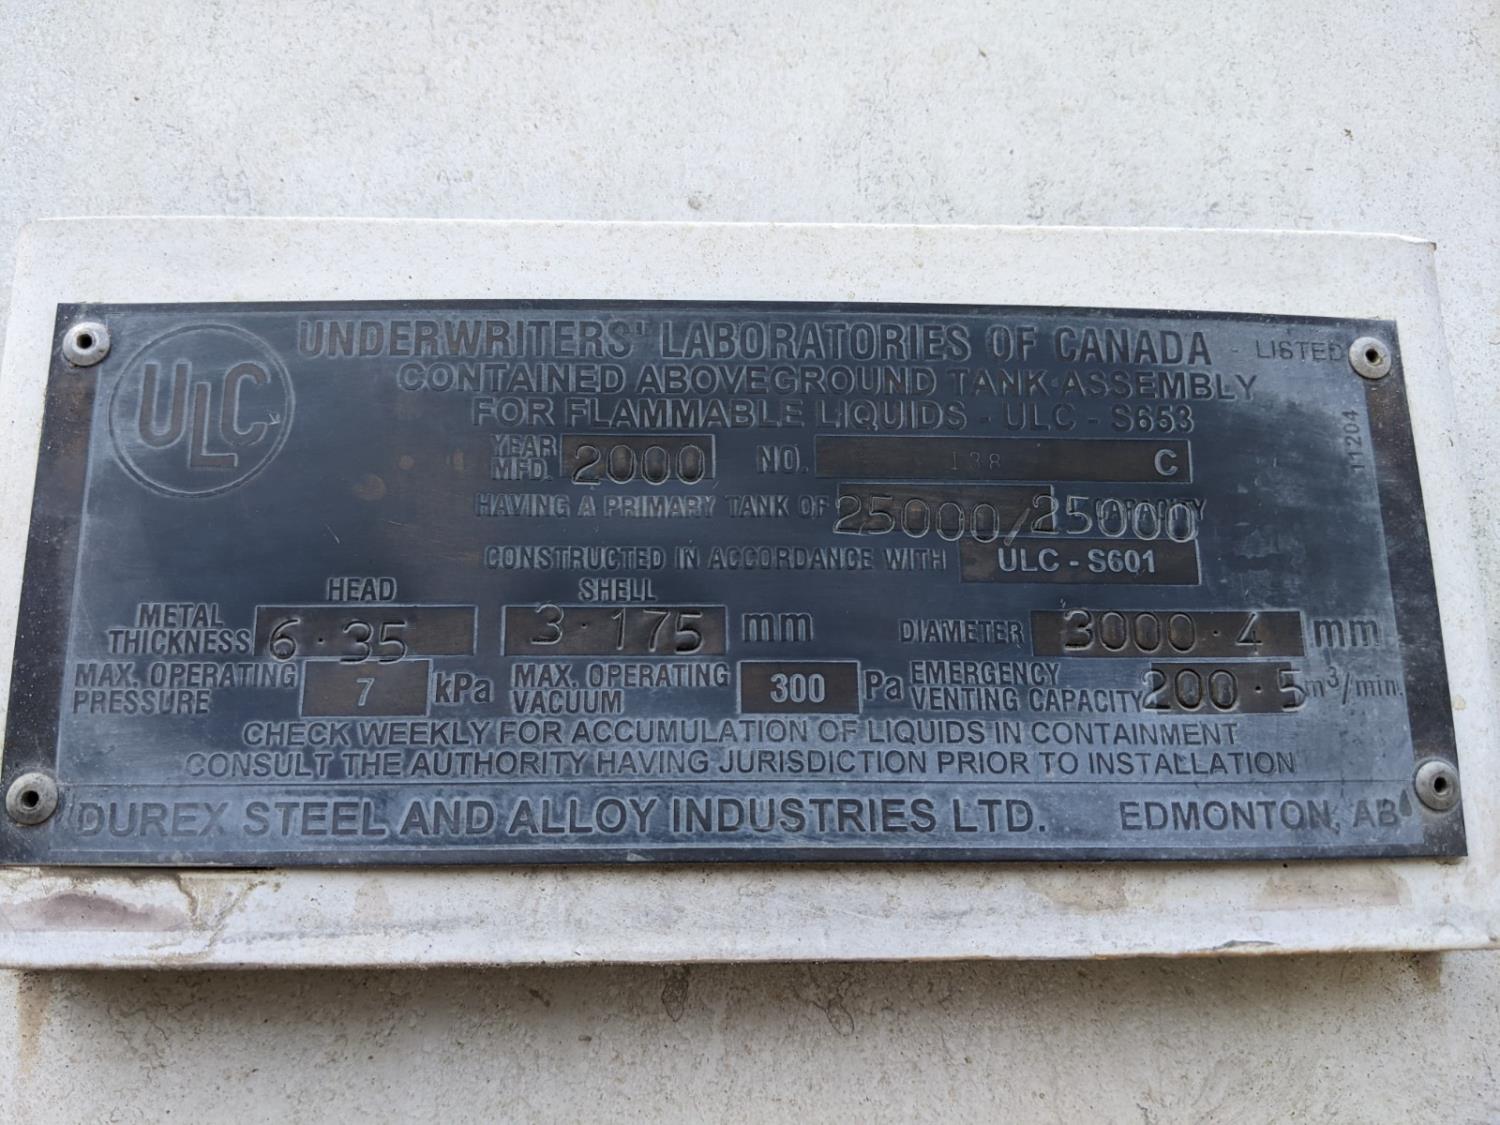 ULC
UNDERWRITERS' LABORATORIES OF CANADA - LISTED
CONTAINED ABOVEGROUND TANK ASSEMBLY
FOR FLAMMABLE LIQUIDS - ULC - S653
11204
YEAR MFD. 2000 NO. 138 C
HAVING A PRIMARY TANK OF 25000/25000 L CAPACITY
CONSTRUCTED IN ACCORDANCE WITH ULC - S601
HEAD SHELL
METAL THICKNESS 6.35 3.175 mm DIAMETER 3000.4 mm
MAX. OPERATING PRESSURE 7 kPa MAX. OPERATING VACUUM 300 Pa EMERGENCY VENTING CAPACITY 200.5 m³/min.
CHECK WEEKLY FOR ACCUMULATION OF LIQUIDS IN CONTAINMENT
CONSULT THE AUTHORITY HAVING JURISDICTION PRIOR TO INSTALLATION
DUREX STEEL AND ALLOY INDUSTRIES LTD. EDMONTON, AB